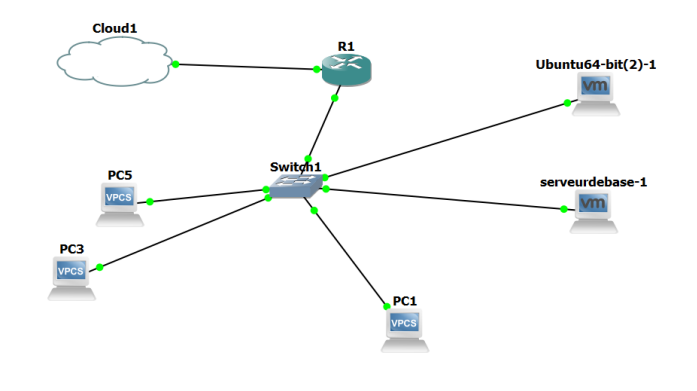 Cloud1
R1
Ubuntu64-bit(2)-1
vm
Switch1
PC5
VPCS
serveurdebase-1
vm
PC3
VPCS
PC1
VPCS